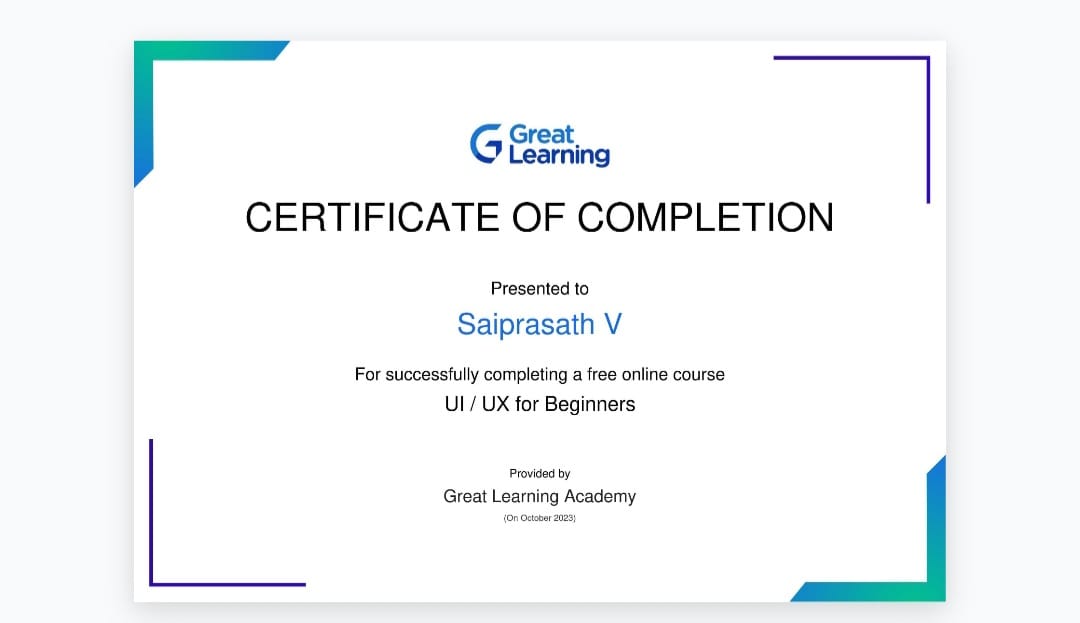 Great
Learning
CERTIFICATE OF COMPLETION
Presented to
Saiprasath V
For successfully completing a free online course
UI / UX for Beginners
Provided by
Great Learning Academy
(On October 2023)